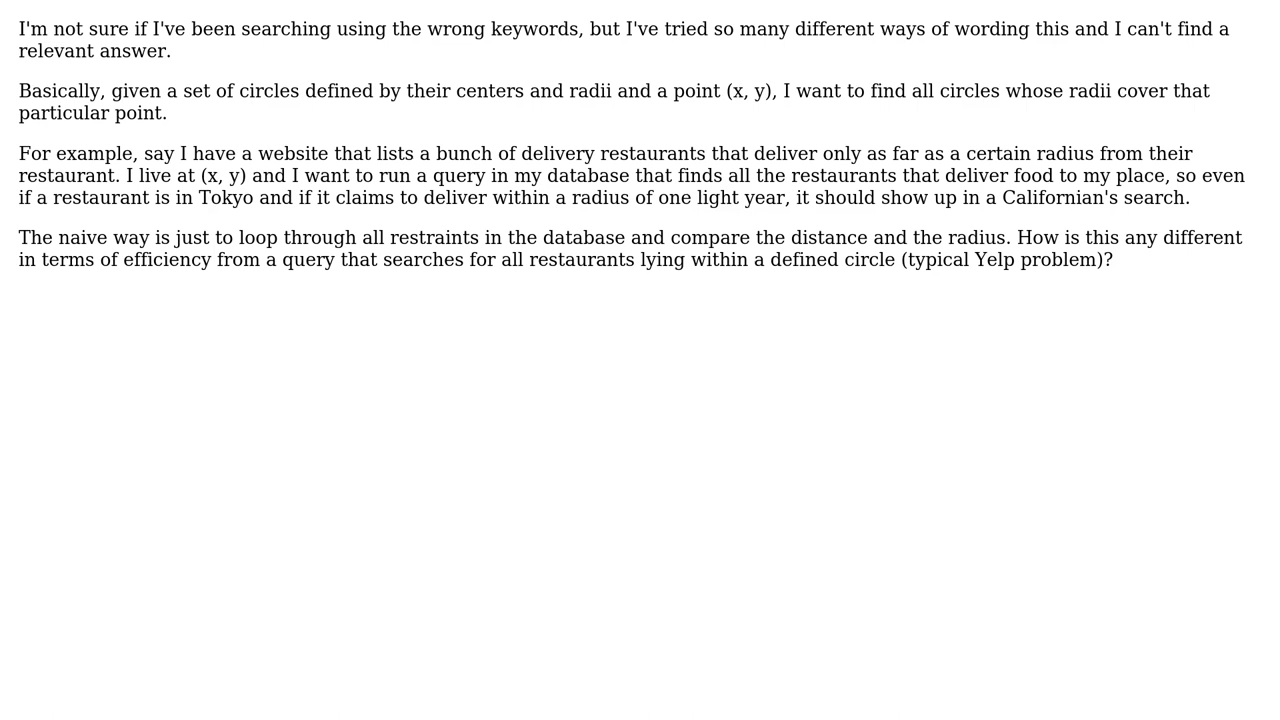 I'm not sure if I've been searching using the wrong keywords, but I've tried so many different ways of wording this and I can't find a
relevant answer.
Basically, given a set of circles defined by their centers and radii and a point (x, y), I want to find all circles whose radii cover that
particular point.
For example, say I have a website that lists a bunch of delivery restaurants that deliver only as far as a certain radius from their
restaurant. I live at (x, y) and I want to run a query in my database that finds all the restaurants that deliver food to my place, so even
if a restaurant is in Tokyo and if it claims to deliver within a radius of one light year, it should show up in a Californian's search.
The naive way is just to loop through all restraints in the database and compare the distance and the radius. How is this any different
in terms of efficiency from a query that searches for all restaurants lying within a defined circle (typical Yelp problem)?